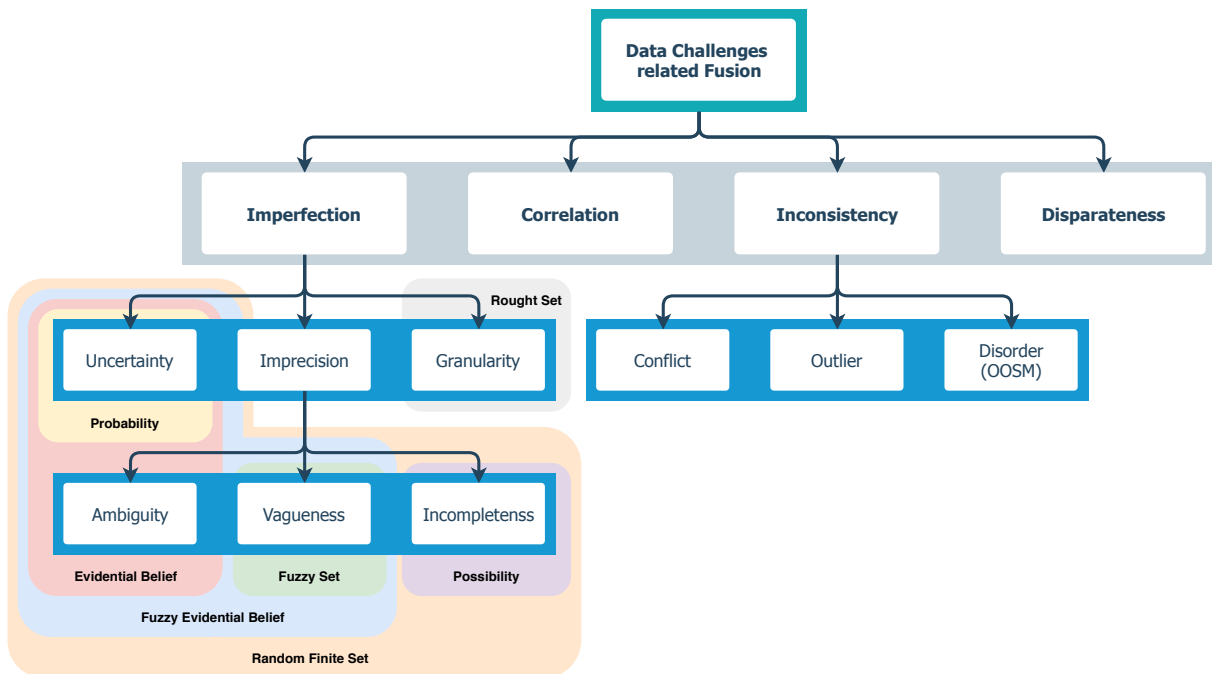 Data Challenges
related Fusion
Imperfection
Correlation
Inconsistency
Disparateness
Rought Set
Uncertainty
Imprecision
Granularity
Conflict
Outlier
Disorder
(OOSM)
Probability
Ambiguity
Vagueness
Incompletenss
Evidential Belief
Fuzzy Set
Possibility
Fuzzy Evidential Belief
Random Finite Set